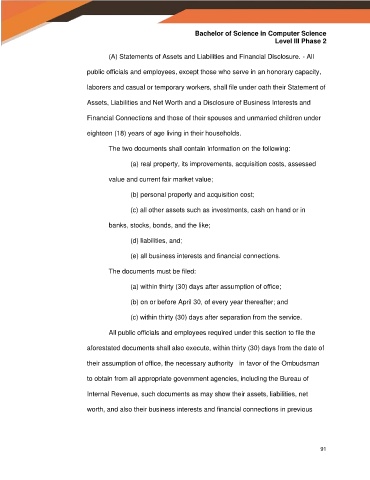 Bachelor of Science in Computer Science
Level III Phase 2
(A) Statements of Assets and Liabilities and Financial Disclosure. - All
public officials and employees, except those who serve in an honorary capacity,
laborers and casual or temporary workers, shall file under oath their Statement of
Assets, Liabilities and Net Worth and a Disclosure of Business Interests and
Financial Connections and those of their spouses and unmarried children under
eighteen (18) years of age living in their households.
The two documents shall contain information on the following:
(a) real property, its improvements, acquisition costs, assessed
value and current fair market value;
(b) personal property and acquisition cost;
(c) all other assets such as investments, cash on hand or in
banks, stocks, bonds, and the like;
(d) liabilities, and;
(e) all business interests and financial connections.
The documents must be filed:
(a) within thirty (30) days after assumption of office;
(b) on or before April 30, of every year thereafter; and
(c) within thirty (30) days after separation from the service.
All public officials and employees required under this section to file the
aforestated documents shall also execute, within thirty (30) days from the date of
their assumption of office, the necessary authority in favor of the Ombudsman
to obtain from all appropriate government agencies, including the Bureau of
Internal Revenue, such documents as may show their assets, liabilities, net
worth, and also their business interests and financial connections in previous
91